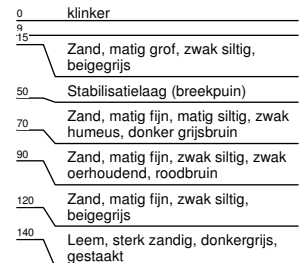 0 klinker
9
15
Zand, matig grof, zwak siltig,
beigegrijs
50 Stabilisatielaag (breekpuin)
Zand, matig fijn, matig siltig, zwak
70 humeus, donker grijsbruin
90 Zand, matig fijn, zwak siltig, zwak
oerhoudend, roodbruin
120 Zand, matig fijn, zwak siltig,
beigegrijs
140
Leem, sterk zandig, donkergrijs,
gestaakt